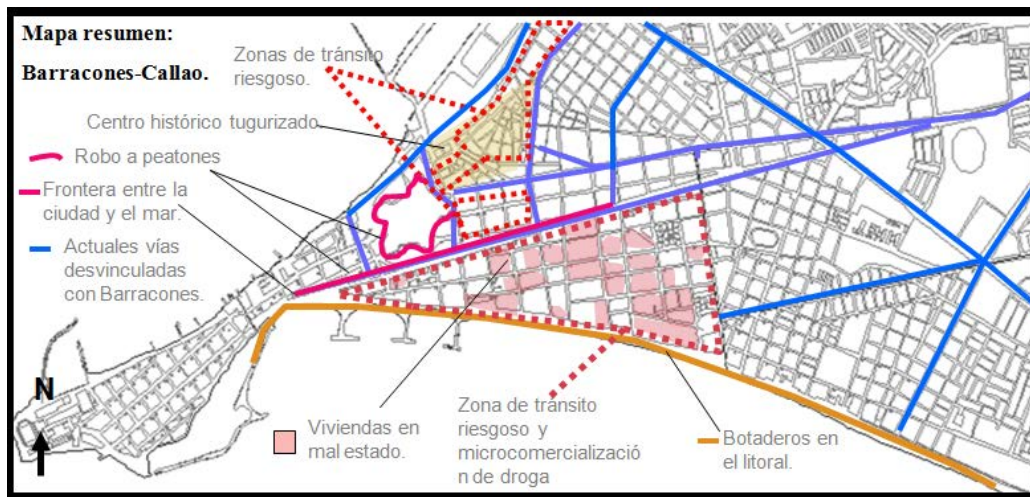 Mapa resumen:
Barracones-Callao.
Zonas de tránsito
riesgoso.
Centro histórico tugurizado
Robo a peatones
Frontera entre la
ciudad y el mar.
Actuales vías
desvinculadas
con Barracones.
N
Viviendas en
mal estado.
Zona de tránsito
riesgoso y
microcomercializació
n de droga
Botaderos en
el litoral.